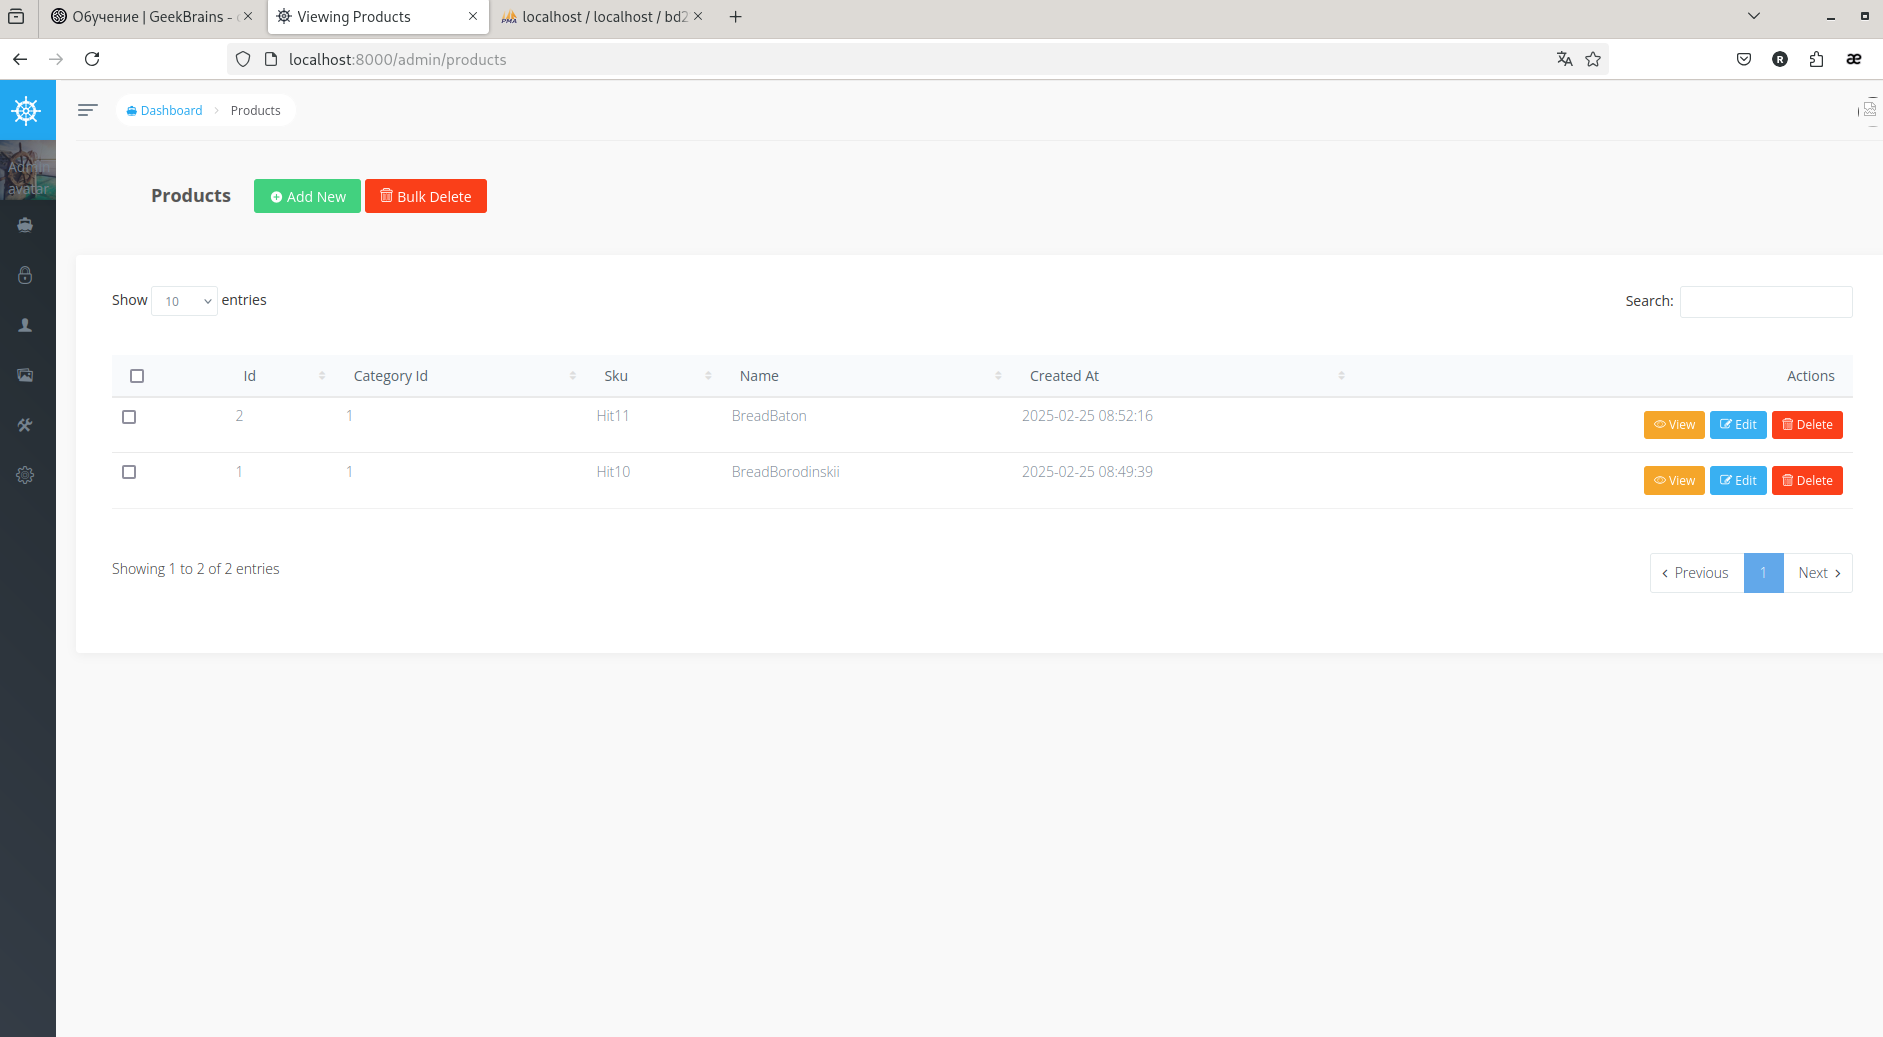 Обучение | GeekBrains -
Viewing Products
localhost / localhost / bd2
localhost:8000/admin/products
R
æ
Dashboard
Products
Admin
avatar
Products
Add New
Bulk Delete
Show 10 entries
Search:
Id Category Id Sku Name Created At Actions
2 1 Hit11 BreadBaton 2025-02-25 08:52:16 View Edit Delete
1 1 Hit10 BreadBorodinskii 2025-02-25 08:49:39 View Edit Delete
Showing 1 to 2 of 2 entries
Previous 1 Next